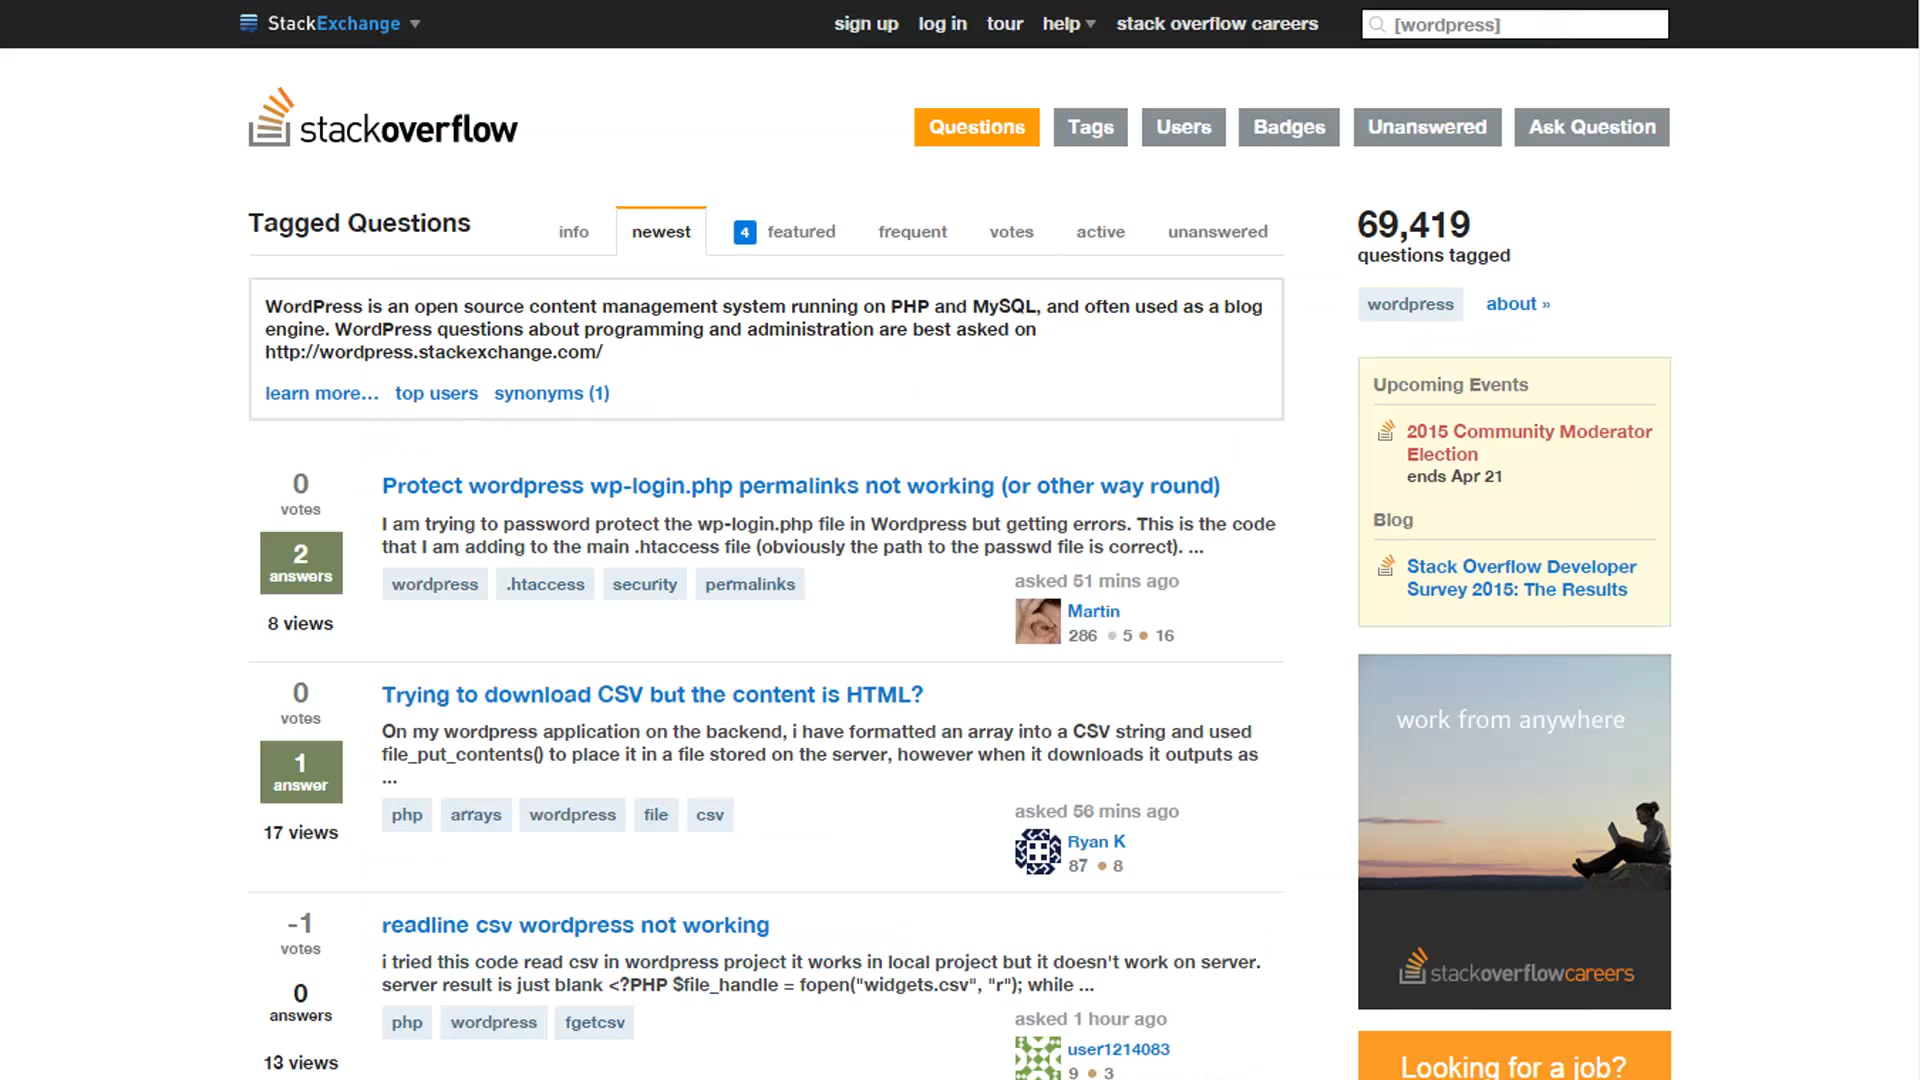 StackExchange
sign up
log in
tour
help
stack overflow careers
[wordpress]
stackoverflow
Questions
Tags
Users
Badges
Unanswered
Ask Question
Tagged Questions
info
newest
4 featured
frequent
votes
active
unanswered
WordPress is an open source content management system running on PHP and MySQL, and often used as a blog
engine. WordPress questions about programming and administration are best asked on
http://wordpress.stackexchange.com/
learn more... top users synonyms (1)
0
votes
2
answers
8 views
Protect wordpress wp-login.php permalinks not working (or other way round)
I am trying to password protect the wp-login.php file in Wordpress but getting errors. This is the code
that I am adding to the main .htaccess file (obviously the path to the passwd file is correct). ...
wordpress .htaccess security permalinks
asked 51 mins ago
Martin
286 5 16
0
votes
1
answer
17 views
Trying to download CSV but the content is HTML?
On my wordpress application on the backend, i have formatted an array into a CSV string and used
file_put_contents() to place it in a file stored on the server, however when it downloads it outputs as
...
php arrays wordpress file csv
asked 56 mins ago
Ryan K
87 8
-1
votes
0
answers
13 views
readline csv wordpress not working
i tried this code read csv in wordpress project it works in local project but it doesn't work on server.
server result is just blank <?PHP $file_handle = fopen("widgets.csv", "r"); while ...
php wordpress fgetcsv
asked 1 hour ago
user1214083
9 3
69,419
questions tagged
wordpress about »
Upcoming Events
2015 Community Moderator
Election
ends Apr 21
Blog
Stack Overflow Developer
Survey 2015: The Results
work from anywhere
stackoverflowcareers
Looking for a job?